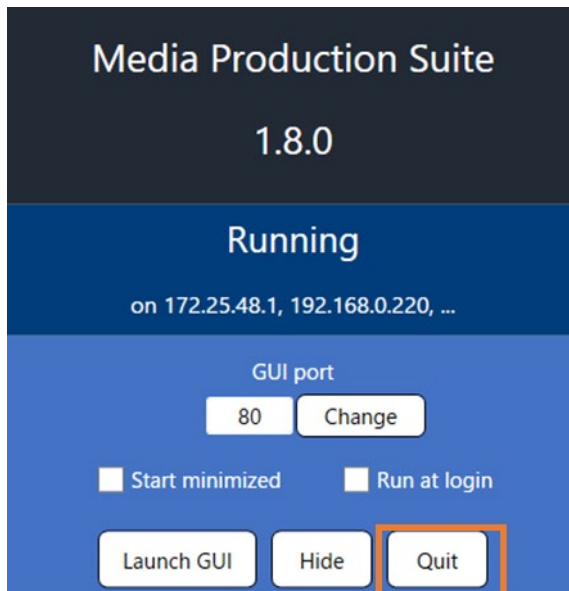 Media Production Suite
1.8.0
Running
on 172.25.48.1, 192.168.0.220, ...
GUI port
80 Change
Start minimized Run at login
Launch GUI Hide Quit